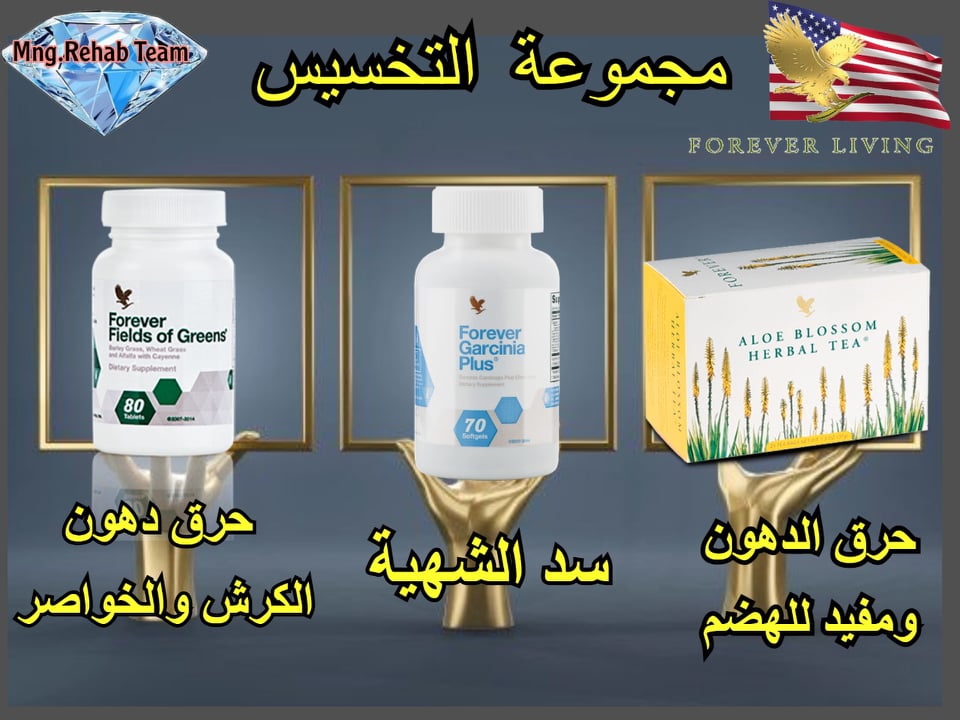 Mng.Rehab Team
مجموعة التخسيس
FOREVER LIVING
Forever
Fields of Greens®
Barley Grass, Wheat Grass
and Alfalfa with Cayenne
Dietary Supplement
80
Tablets
Forever
Garcinia
Plus®
Dietary Supplement
70
Softgels
FOREVER
ALOE BLOSSOM
HERBAL TEA®
حرق دهون
الكرش والخواصر
سد الشهية
حرق الدهون
ومفيد للهضم